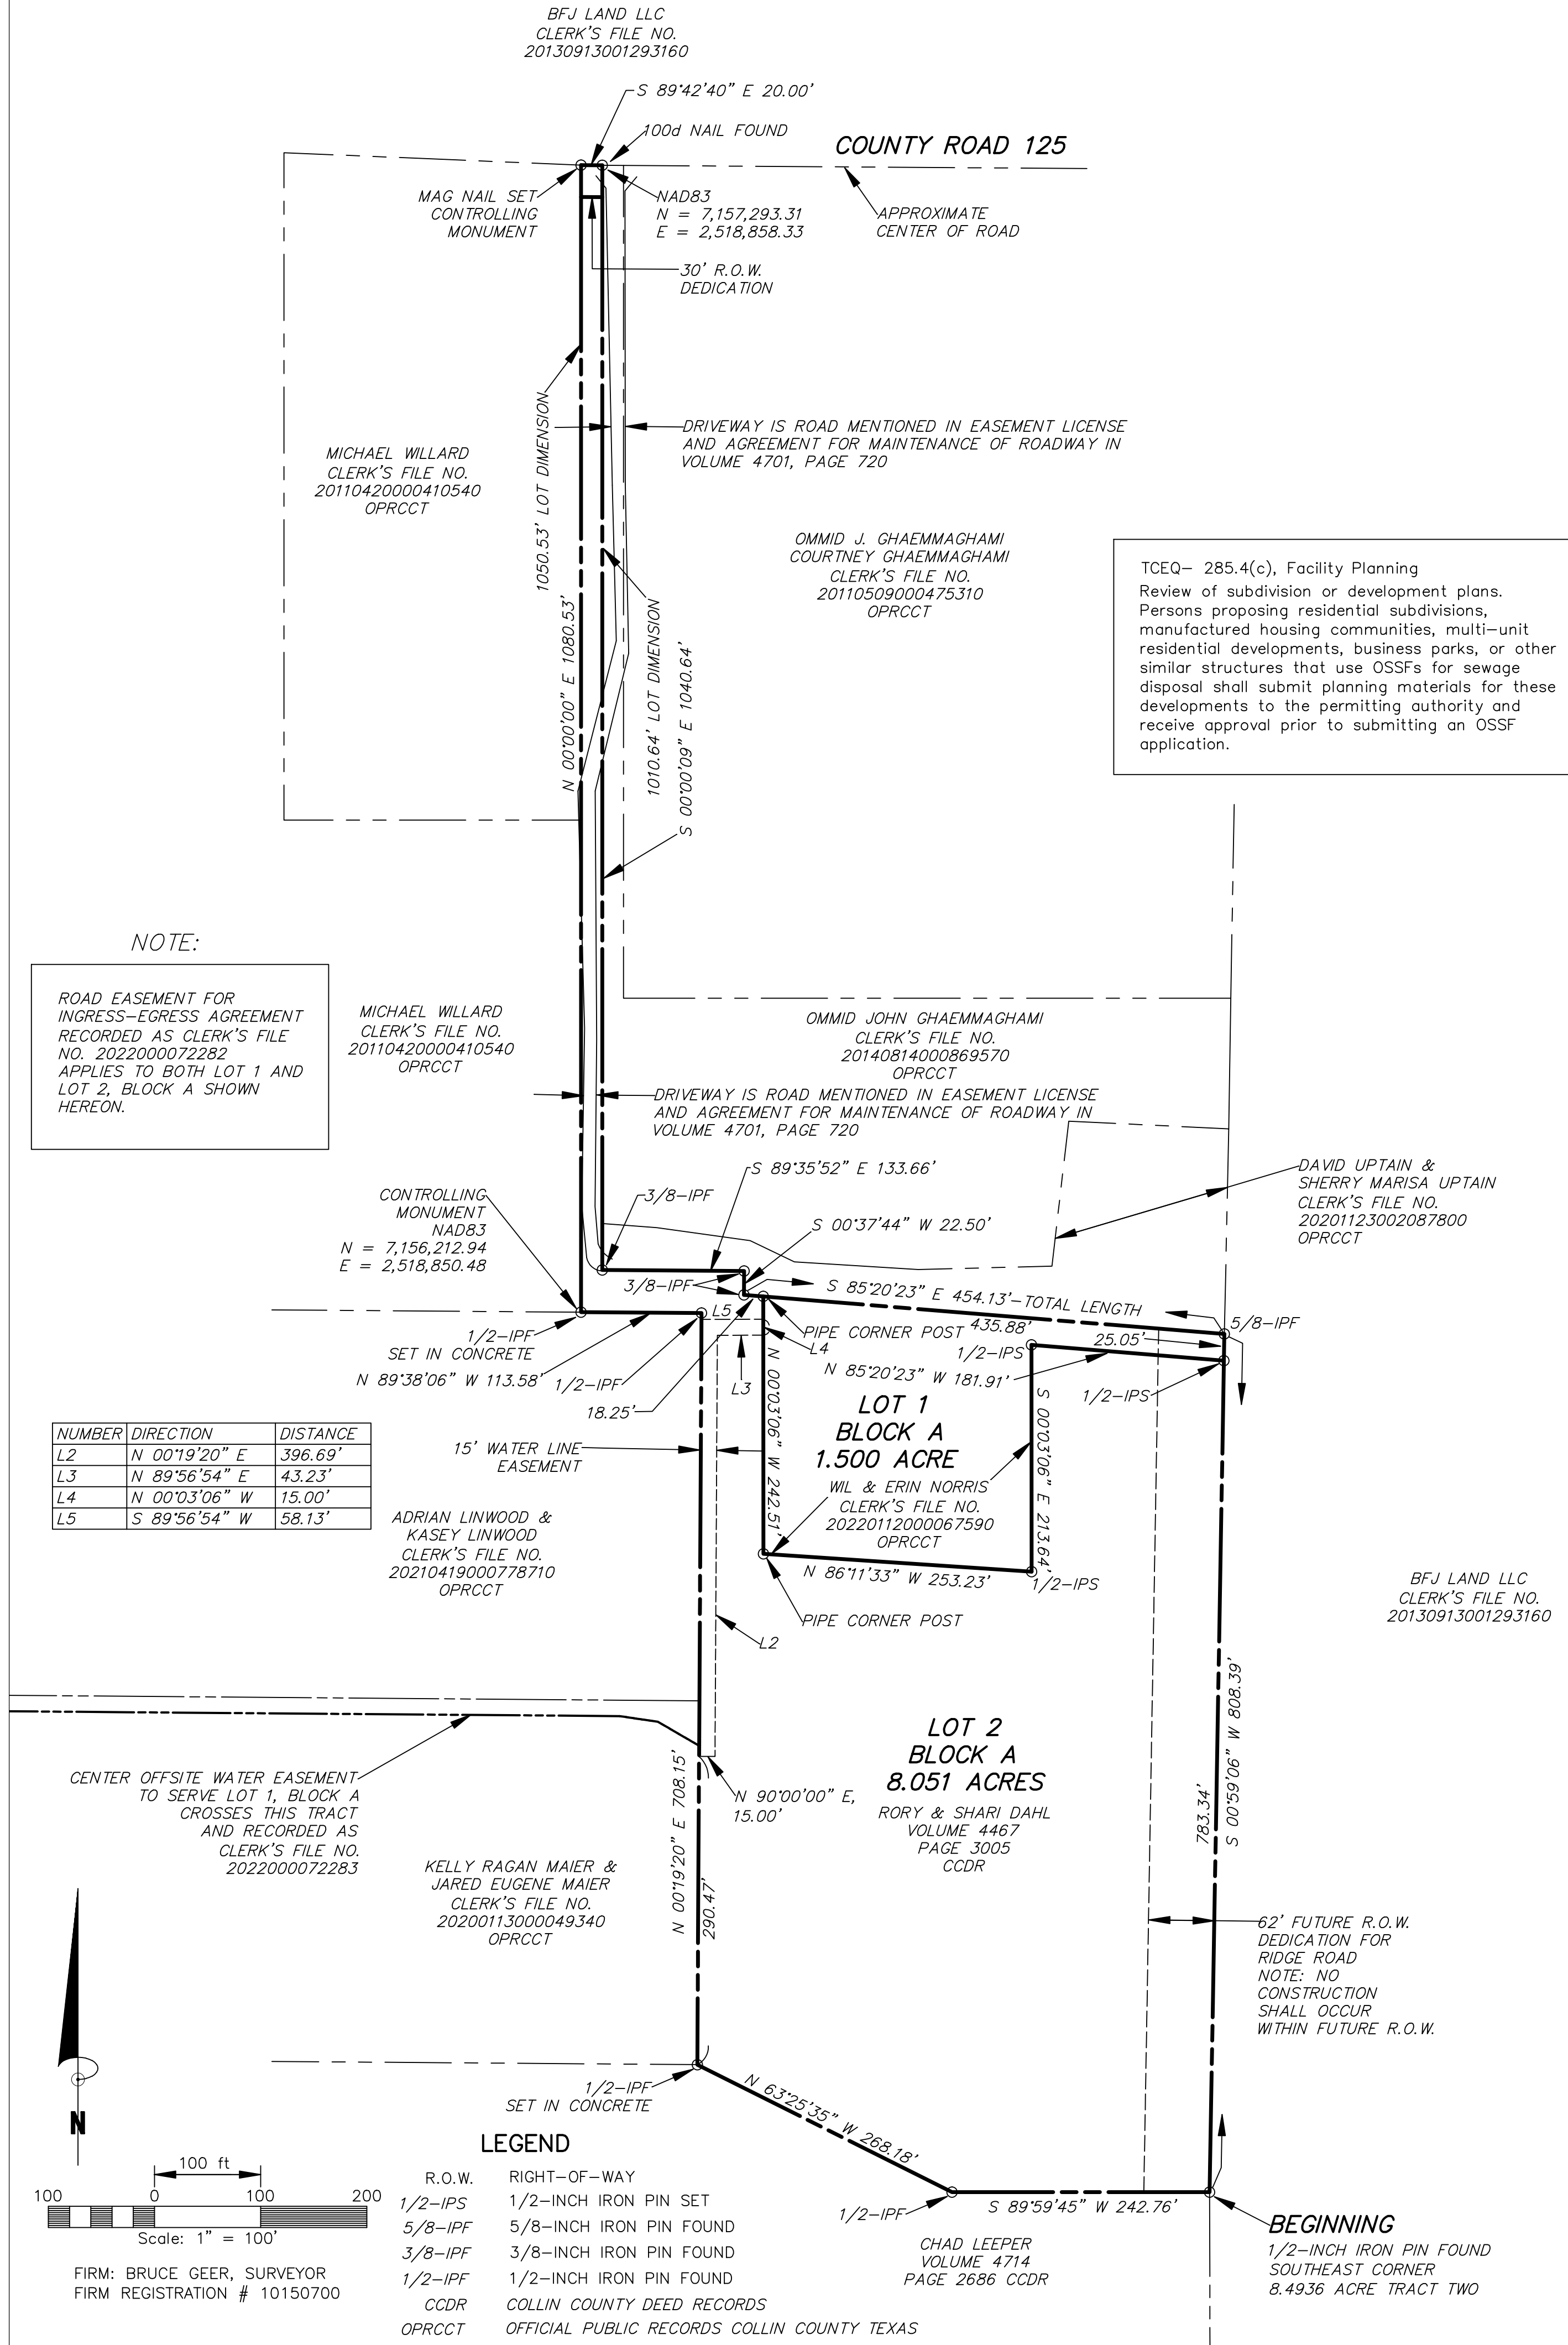 BFJ LAND LLC
CLERK'S FILE NO.
20130913001293160
S 89°42'40" E 20.00'
100d NAIL FOUND
COUNTY ROAD 125
MAG NAIL SET
CONTROLLING
MONUMENT
NAD83
N = 7,157,293.31
E = 2,518,858.33
APPROXIMATE
CENTER OF ROAD
30' R.O.W.
DEDICATION
1050.53' LOT DIMENSION
N 00°00'00" E 1080.53'
DRIVEWAY IS ROAD MENTIONED IN EASEMENT LICENSE
AND AGREEMENT FOR MAINTENANCE OF ROADWAY IN
VOLUME 4701, PAGE 720
MICHAEL WILLARD
CLERK'S FILE NO.
20110420000410540
OPRCCT
OMMID J. GHAEMMAGHAMI
COURTNEY GHAEMMAGHAMI
CLERK'S FILE NO.
20110509000475310
OPRCCT
1010.64' LOT DIMENSION
S 00°00'09" E 1040.64'
TCEQ– 285.4(c), Facility Planning
Review of subdivision or development plans.
Persons proposing residential subdivisions,
manufactured housing communities, multi–unit
residential developments, business parks, or other
similar structures that use OSSFs for sewage
disposal shall submit planning materials for these
developments to the permitting authority and
receive approval prior to submitting an OSSF
application.
NOTE:
ROAD EASEMENT FOR
INGRESS–EGRESS AGREEMENT
RECORDED AS CLERK'S FILE
NO. 2022000072282
APPLIES TO BOTH LOT 1 AND
LOT 2, BLOCK A SHOWN
HEREON.
MICHAEL WILLARD
CLERK'S FILE NO.
20110420000410540
OPRCCT
OMMID JOHN GHAEMMAGHAMI
CLERK'S FILE NO.
20140814000869570
OPRCCT
DRIVEWAY IS ROAD MENTIONED IN EASEMENT LICENSE
AND AGREEMENT FOR MAINTENANCE OF ROADWAY IN
VOLUME 4701, PAGE 720
S 89°35'52" E 133.66'
DAVID UPTAIN &
SHERRY MARISA UPTAIN
CLERK'S FILE NO.
20201123002087800
OPRCCT
CONTROLLING
MONUMENT
NAD83
N = 7,156,212.94
E = 2,518,850.48
3/8–IPF
S 00°37'44" W 22.50'
3/8–IPF
S 85°20'23" E 454.13'–TOTAL LENGTH
L5
5/8–IPF
1/2–IPF
SET IN CONCRETE
PIPE CORNER POST
435.88'
25.05'
L4
1/2–IPS
N 89°38'06" W 113.58'
1/2–IPF
L3
N 85°20'23" W 181.91'
1/2–IPS
18.25'
LOT 1
BLOCK A
1.500 ACRE
N 00°03'06" W 242.51'
S 00°03'06" E 213.64'
WIL & ERIN NORRIS
CLERK'S FILE NO.
20220112000067590
OPRCCT
NUMBER DIRECTION DISTANCE
L2 N 00°19'20" E 396.69'
L3 N 89°56'54" E 43.23'
L4 N 00°03'06" W 15.00'
L5 S 89°56'54" W 58.13'
15' WATER LINE
EASEMENT
ADRIAN LINWOOD &
KASEY LINWOOD
CLERK'S FILE NO.
20210419000778710
OPRCCT
N 86°11'33" W 253.23'
1/2–IPS
PIPE CORNER POST
L2
BFJ LAND LLC
CLERK'S FILE NO.
20130913001293160
LOT 2
BLOCK A
8.051 ACRES
RORY & SHARI DAHL
VOLUME 4467
PAGE 3005
CCDR
783.34'
S 00°59'06" W 808.39'
CENTER OFFSITE WATER EASEMENT
TO SERVE LOT 1, BLOCK A
CROSSES THIS TRACT
AND RECORDED AS
CLERK'S FILE NO.
2022000072283
N 90°00'00" E,
15.00'
N 00°19'20" E 708.15'
290.47'
KELLY RAGAN MAIER &
JARED EUGENE MAIER
CLERK'S FILE NO.
20200113000049340
OPRCCT
62' FUTURE R.O.W.
DEDICATION FOR
RIDGE ROAD
NOTE: NO
CONSTRUCTION
SHALL OCCUR
WITHIN FUTURE R.O.W.
1/2–IPF
SET IN CONCRETE
N 63°25'35" W 268.18'
1/2–IPF
S 89°59'45" W 242.76'
BEGINNING
1/2–INCH IRON PIN FOUND
SOUTHEAST CORNER
8.4936 ACRE TRACT TWO
CHAD LEEPER
VOLUME 4714
PAGE 2686 CCDR
N
100 ft
100 0 100 200
Scale: 1" = 100'
FIRM: BRUCE GEER, SURVEYOR
FIRM REGISTRATION # 10150700
LEGEND
R.O.W. RIGHT–OF–WAY
1/2–IPS 1/2–INCH IRON PIN SET
5/8–IPF 5/8–INCH IRON PIN FOUND
3/8–IPF 3/8–INCH IRON PIN FOUND
1/2–IPF 1/2–INCH IRON PIN FOUND
CCDR COLLIN COUNTY DEED RECORDS
OPRCCT OFFICIAL PUBLIC RECORDS COLLIN COUNTY TEXAS